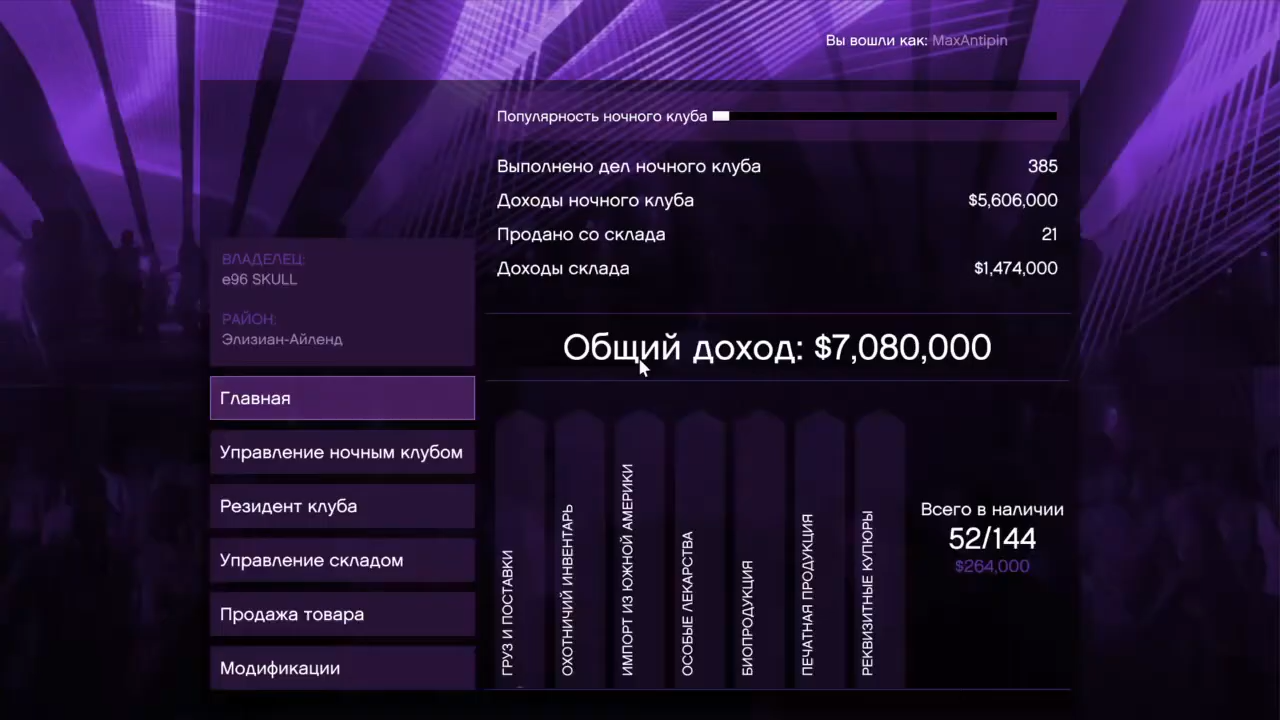 Вы вошли как: MaxAntipin
Популярность ночного клуба
Выполнено дел ночного клуба 385
Доходы ночного клуба $5,606,000
Продано со склада 21
Доходы склада $1,474,000
ВЛАДЕЛЕЦ:
e96 SKULL
РАЙОН:
Элизиан-Айленд
Общий доход: $7,080,000
Главная
Управление ночным клубом
Резидент клуба
Управление складом
Продажа товара
Модификации
ГРУЗ И ПОСТАВКИ
ОХОТНИЧИЙ ИНВЕНТАРЬ
ИМПОРТ ИЗ ЮЖНОЙ АМЕРИКИ
ОСОБЫЕ ЛЕКАРСТВА
БИОПРОДУКЦИЯ
ПЕЧАТНАЯ ПРОДУКЦИЯ
РЕКВИЗИТНЫЕ КУПЮРЫ
Всего в наличии
52/144
$264,000